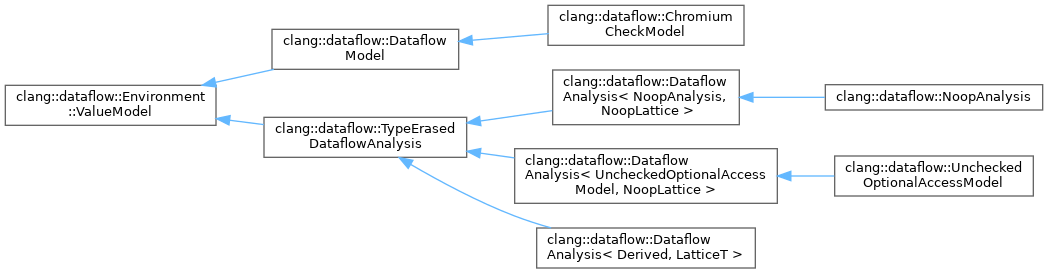 clang::dataflow::Environment
::ValueModel
clang::dataflow::Dataflow
Model
clang::dataflow::Chromium
CheckModel
clang::dataflow::TypeErased
DataflowAnalysis
clang::dataflow::Dataflow
Analysis< NoopAnalysis,
NoopLattice >
clang::dataflow::NoopAnalysis
clang::dataflow::Dataflow
Analysis< UncheckedOptionalAccess
Model, NoopLattice >
clang::dataflow::Unchecked
OptionalAccessModel
clang::dataflow::Dataflow
Analysis< Derived, LatticeT >